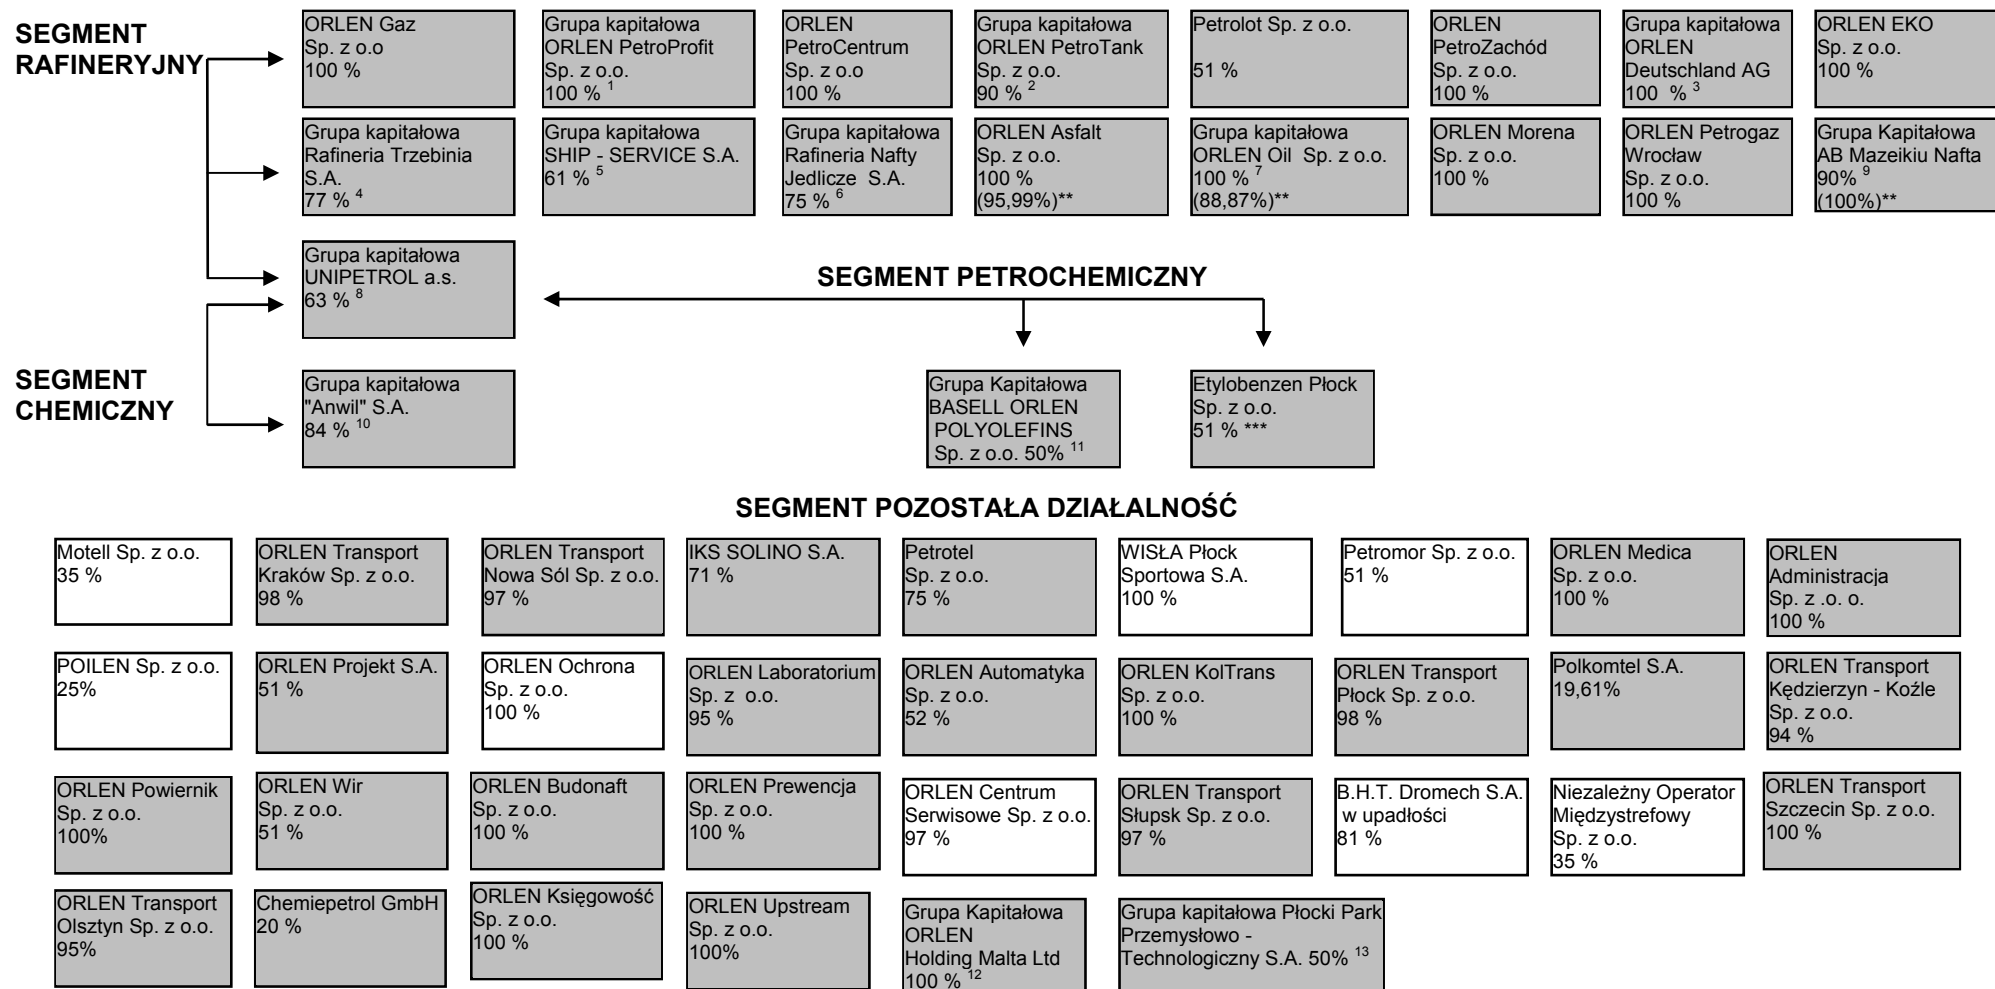 SEGMENT
RAFINERYJNY
ORLEN Gaz
Sp. z o.o
100 %
Grupa kapitałowa
ORLEN PetroProfit
Sp. z o.o.
100 % 1
ORLEN
PetroCentrum
Sp. z o.o
100 %
Grupa kapitałowa
ORLEN PetroTank
Sp. z o.o.
90 % 2
Petrolot Sp. z o.o.
51 %
ORLEN
PetroZachód
Sp. z o.o.
100 %
Grupa kapitałowa
ORLEN
Deutschland AG
100 % 3
ORLEN EKO
Sp. z o.o.
100 %
Grupa kapitałowa
Rafineria Trzebinia
S.A.
77 % 4
Grupa kapitałowa
SHIP - SERVICE S.A.
61 % 5
Grupa kapitałowa
Rafineria Nafty
Jedlicze S.A.
75 % 6
ORLEN Asfalt
Sp. z o.o.
100 %
(95,99%)**
Grupa kapitałowa
ORLEN Oil Sp. z o.o.
100 % 7
(88,87%)**
ORLEN Morena
Sp. z o.o.
100 %
ORLEN Petrogaz
Wrocław
Sp. z o.o.
100 %
Grupa Kapitałowa
AB Mazeikiu Nafta
90% 9
(100%)**
Grupa kapitałowa
UNIPETROL a.s.
63 % 8
SEGMENT PETROCHEMICZNY
SEGMENT
CHEMICZNY
Grupa kapitałowa
"Anwil" S.A.
84 % 10
Grupa Kapitałowa
BASELL ORLEN
POLYOLEFINS
Sp. z o.o. 50% 11
Etylobenzen Płock
Sp. z o.o.
51 % ***
SEGMENT POZOSTAŁA DZIAŁALNOŚĆ
Motell Sp. z o.o.
35 %
ORLEN Transport
Kraków Sp. z o.o.
98 %
ORLEN Transport
Nowa Sól Sp. z o.o.
97 %
IKS SOLINO S.A.
71 %
Petrotel
Sp. z o.o.
75 %
WISŁA Płock
Sportowa S.A.
100 %
Petromor Sp. z o.o.
51 %
ORLEN Medica
Sp. z o.o.
100 %
ORLEN
Administracja
Sp. z .o. o.
100 %
POILEN Sp. z o.o.
25%
ORLEN Projekt S.A.
51 %
ORLEN Ochrona
Sp. z o.o.
100 %
ORLEN Laboratorium
Sp. z o.o.
95 %
ORLEN Automatyka
Sp. z o.o.
52 %
ORLEN KolTrans
Sp. z o.o.
100 %
ORLEN Transport
Płock Sp. z o.o.
98 %
Polkomtel S.A.
19,61%
ORLEN Transport
Kędzierzyn - Koźle
Sp. z o.o.
94 %
ORLEN Powiernik
Sp. z o.o.
100%
ORLEN Wir
Sp. z o.o.
51 %
ORLEN Budonaft
Sp. z o.o.
100 %
ORLEN Prewencja
Sp. z o.o.
100 %
ORLEN Centrum
Serwisowe Sp. z o.o.
97 %
ORLEN Transport
Słupsk Sp. z o.o.
97 %
B.H.T. Dromech S.A.
w upadłości
81 %
Niezależny Operator
Międzystrefowy
Sp. z o.o.
35 %
ORLEN Transport
Szczecin Sp. z o.o.
100 %
ORLEN Transport
Olsztyn Sp. z o.o.
95%
Chemiepetrol GmbH
20 %
ORLEN Księgowość
Sp. z o.o.
100 %
ORLEN Upstream
Sp. z o.o.
100%
Grupa Kapitałowa
ORLEN
Holding Malta Ltd
100 % 12
Grupa kapitałowa Płocki Park
Przemysłowo -
Technologiczny S.A. 50% 13